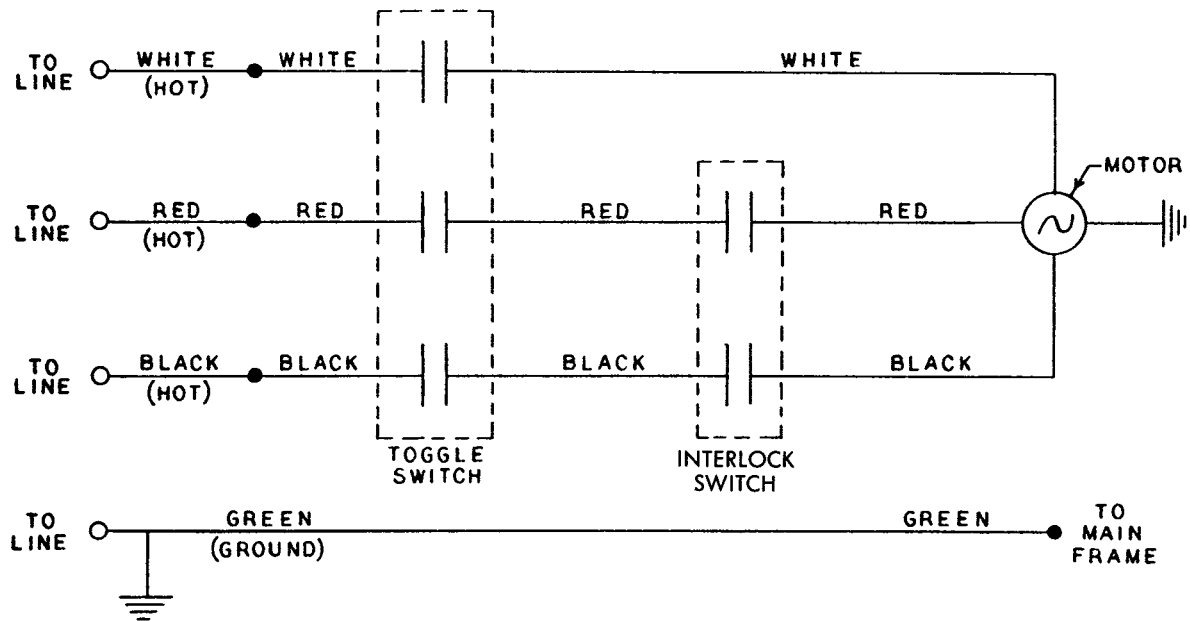 TO
LINE
WHITE
(HOT)
WHITE
WHITE
MOTOR
TO
LINE
RED
(HOT)
RED
RED
RED
TO
LINE
BLACK
(HOT)
BLACK
BLACK
BLACK
TOGGLE
SWITCH
INTERLOCK
SWITCH
TO
LINE
GREEN
(GROUND)
GREEN
TO
MAIN
FRAME